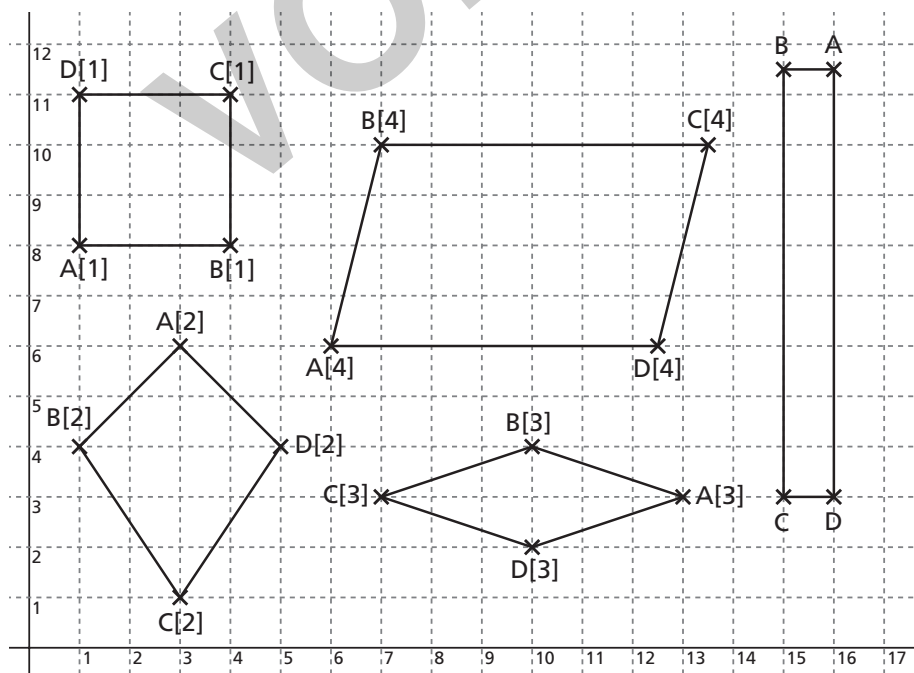 12
B
A
D[1]
C[1]
11
B[4]
C[4]
10
9
8
A[1]
B[1]
7
A[2]
6
A[4]
D[4]
5
B[2]
B[3]
4
D[2]
3
C[3]
A[3]
C
D
2
D[3]
1
C[2]
1 2 3 4 5 6 7 8 9 10 11 12 13 14 15 16 17